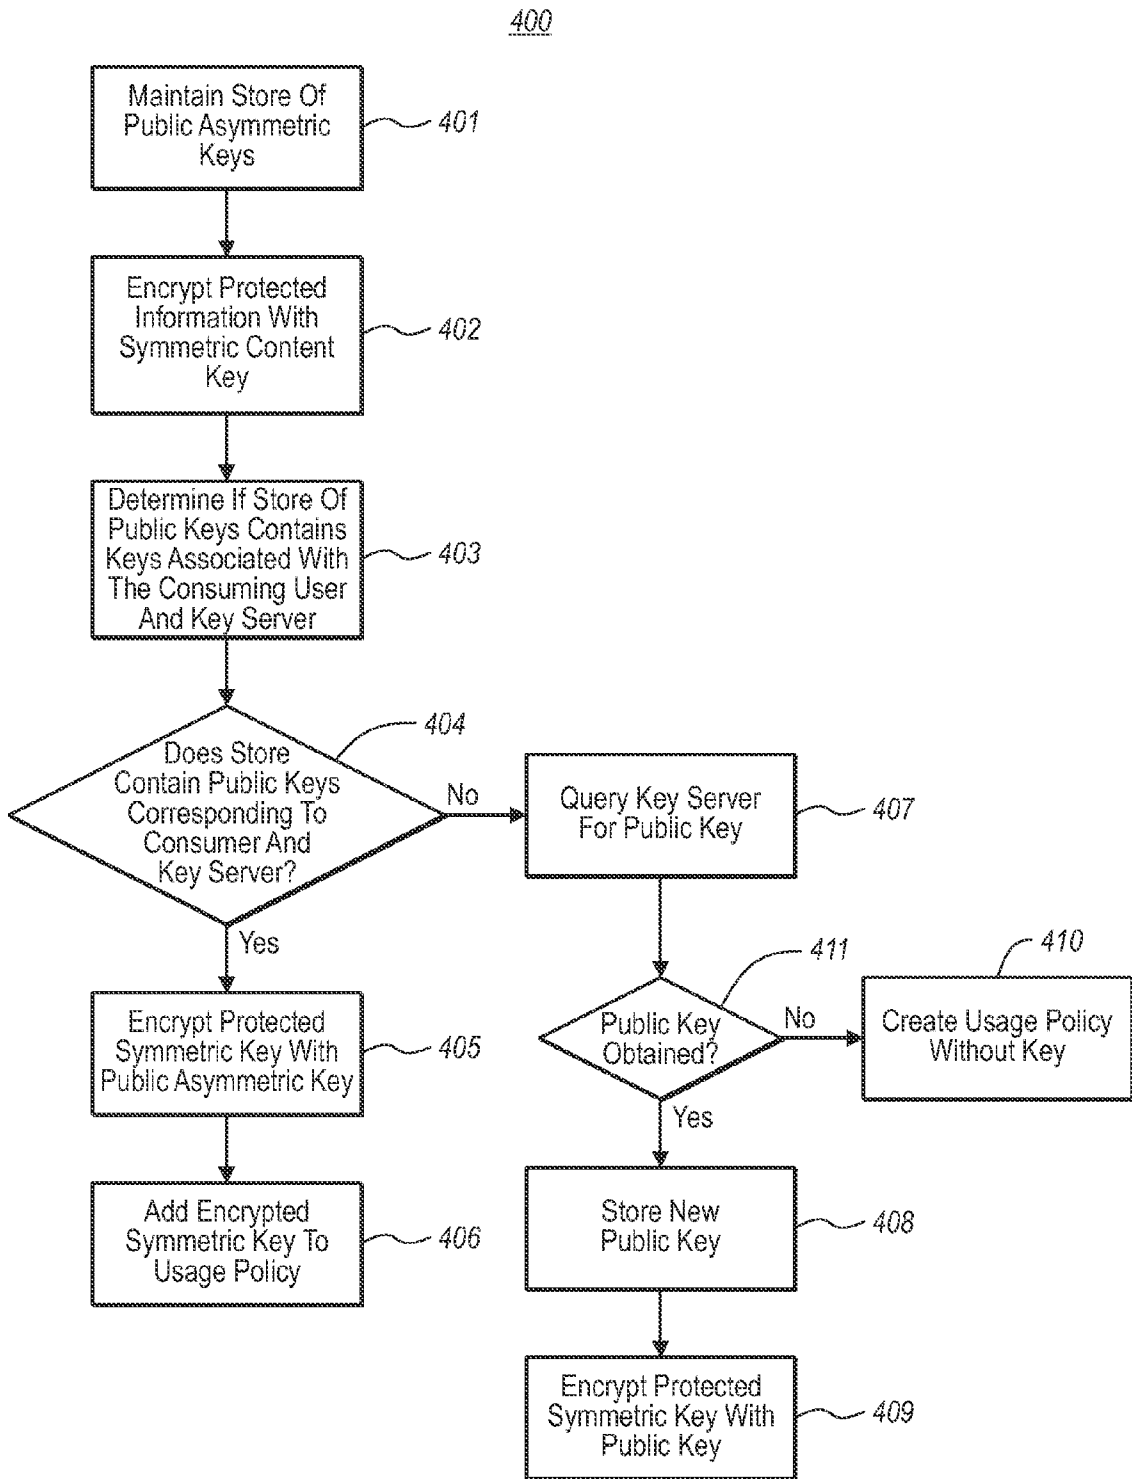 400
Maintain Store Of
Public Asymmetric
Keys
401
Encrypt Protected
Information With
Symmetric Content
Key
402
Determine If Store Of
Public Keys Contains
Keys Associated With
The Consuming User
And Key Server
403
Does Store
Contain Public Keys
Corresponding To
Consumer And
Key Server?
404
No
Query Key Server
For Public Key
407
Yes
Encrypt Protected
Symmetric Key With
Public Asymmetric Key
405
Public Key
Obtained?
411
No
Create Usage Policy
Without Key
410
Yes
Add Encrypted
Symmetric Key To
Usage Policy
406
Store New
Public Key
408
Encrypt Protected
Symmetric Key With
Public Key
409